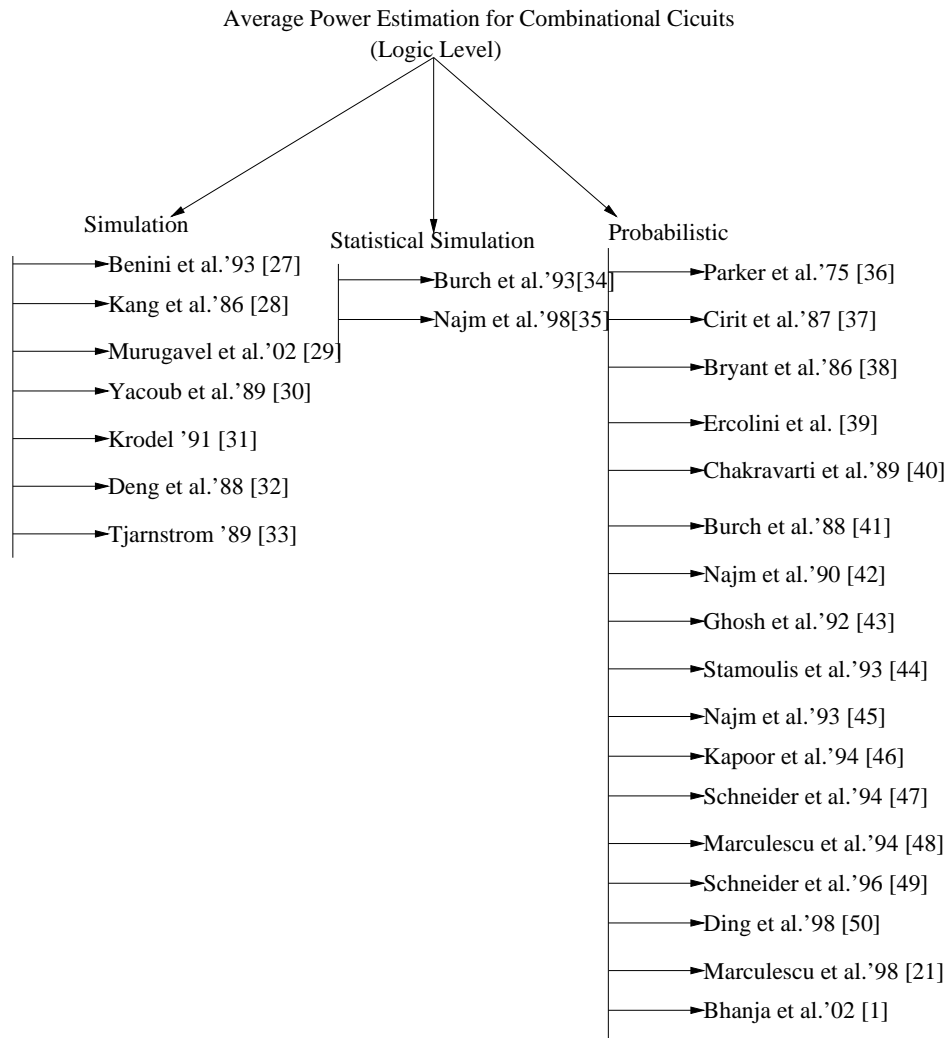 Average Power Estimation for Combinational Cicuits
(Logic Level)
Simulation
Benini et al.'93 [27]
Kang et al.'86 [28]
Murugavel et al.'02 [29]
Yacoub et al.'89 [30]
Krodel '91 [31]
Deng et al.'88 [32]
Tjarnstrom '89 [33]
Statistical Simulation
Burch et al.'93[34]
Najm et al.'98[35]
Probabilistic
Parker et al.'75 [36]
Cirit et al.'87 [37]
Bryant et al.'86 [38]
Ercolini et al. [39]
Chakravarti et al.'89 [40]
Burch et al.'88 [41]
Najm et al.'90 [42]
Ghosh et al.'92 [43]
Stamoulis et al.'93 [44]
Najm et al.'93 [45]
Kapoor et al.'94 [46]
Schneider et al.'94 [47]
Marculescu et al.'94 [48]
Schneider et al.'96 [49]
Ding et al.'98 [50]
Marculescu et al.'98 [21]
Bhanja et al.'02 [1]